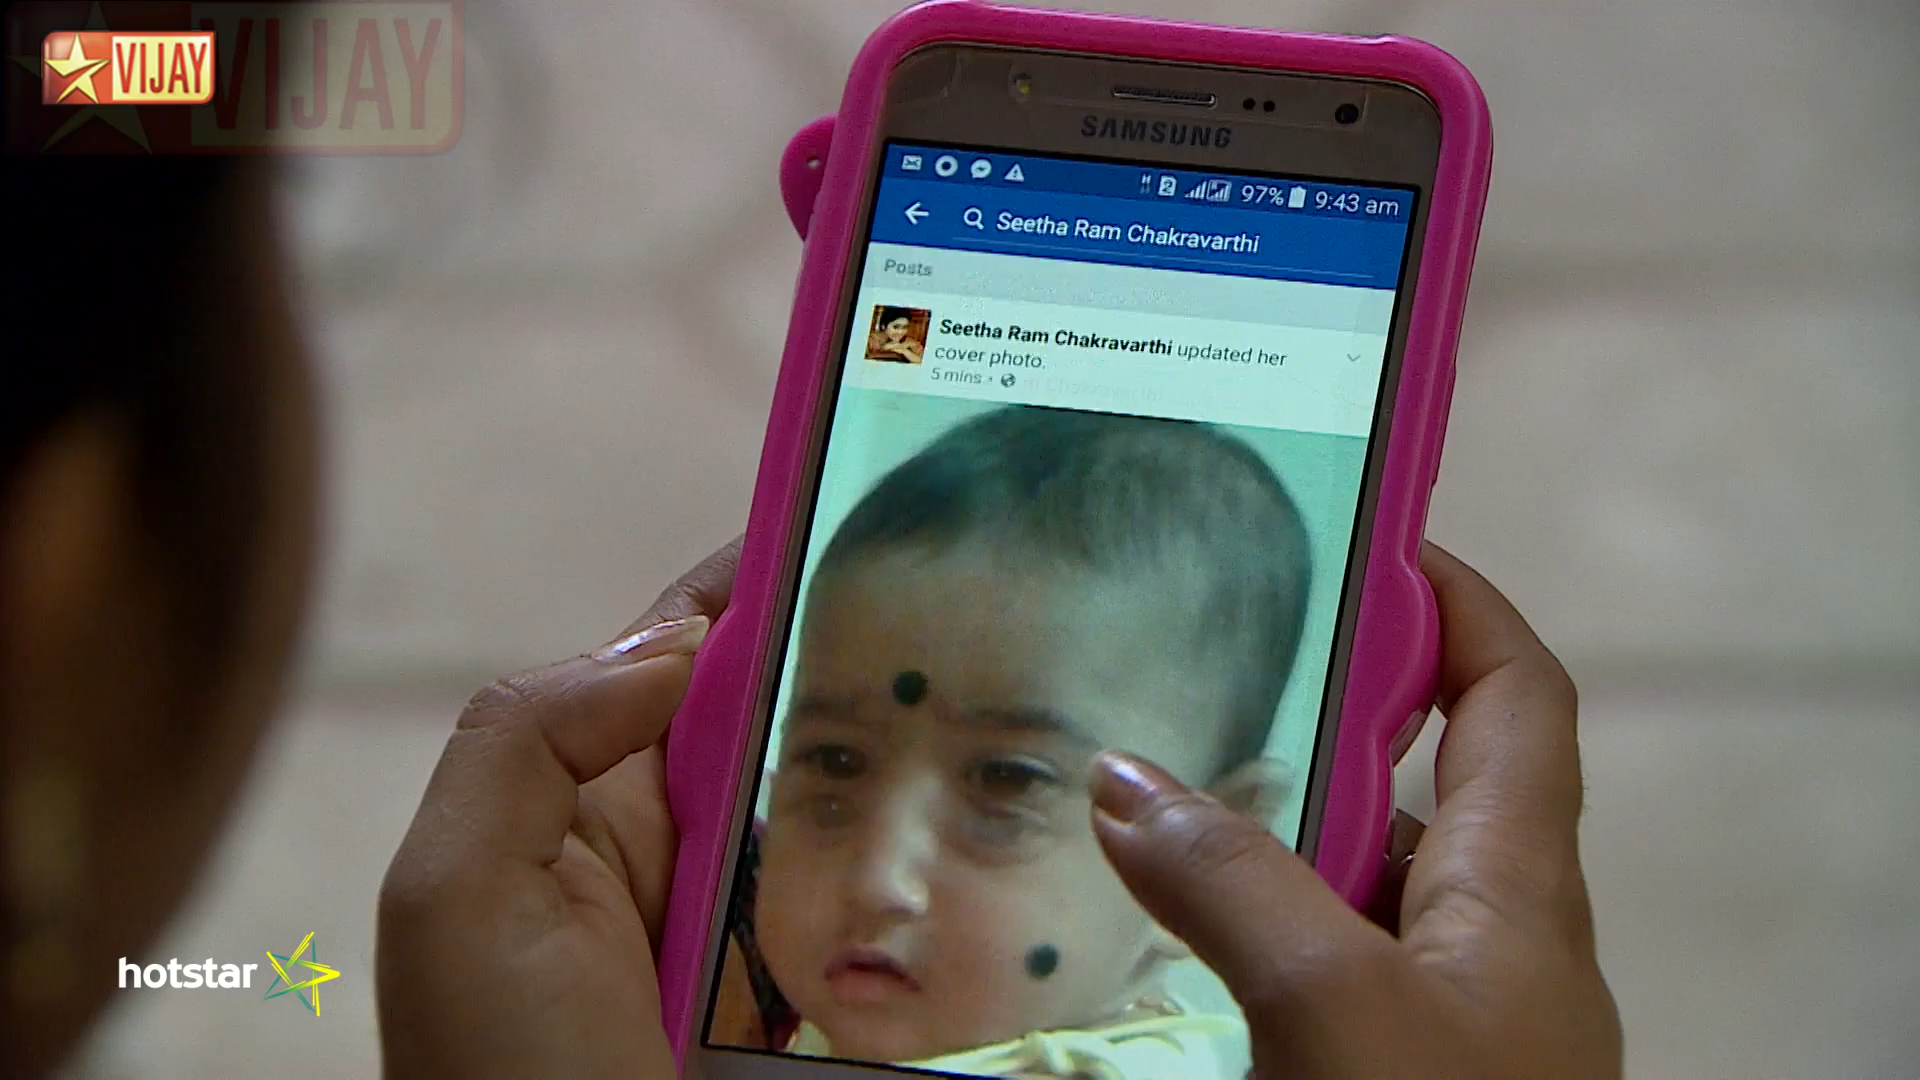 VIJAY
VIJAY
SAMSUNG
97% 9:43 am
Seetha Ram Chakravarthi
Posts
Seetha Ram Chakravarthi updated her
cover photo.
5 mins
hotstar